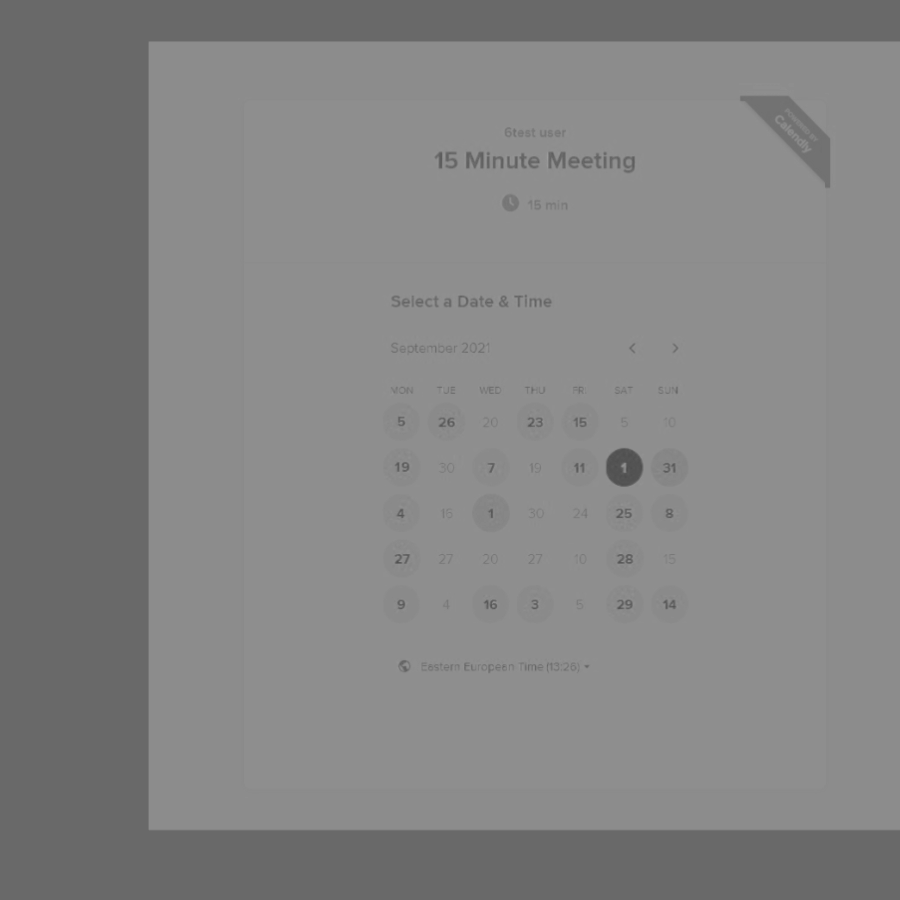 POWERED BY
Calendly
6test user
15 Minute Meeting
15 min
Select a Date & Time
September 2021
MON TUE WED THU FRI SAT SUN
5 26 20 23 15 5 30
19 30 7 19 11 1 31
4 15 1 30 24 25 8
27 27 20 27 10 28 15
9 4 16 3 5 29 14
Eastern European Time (13:26)